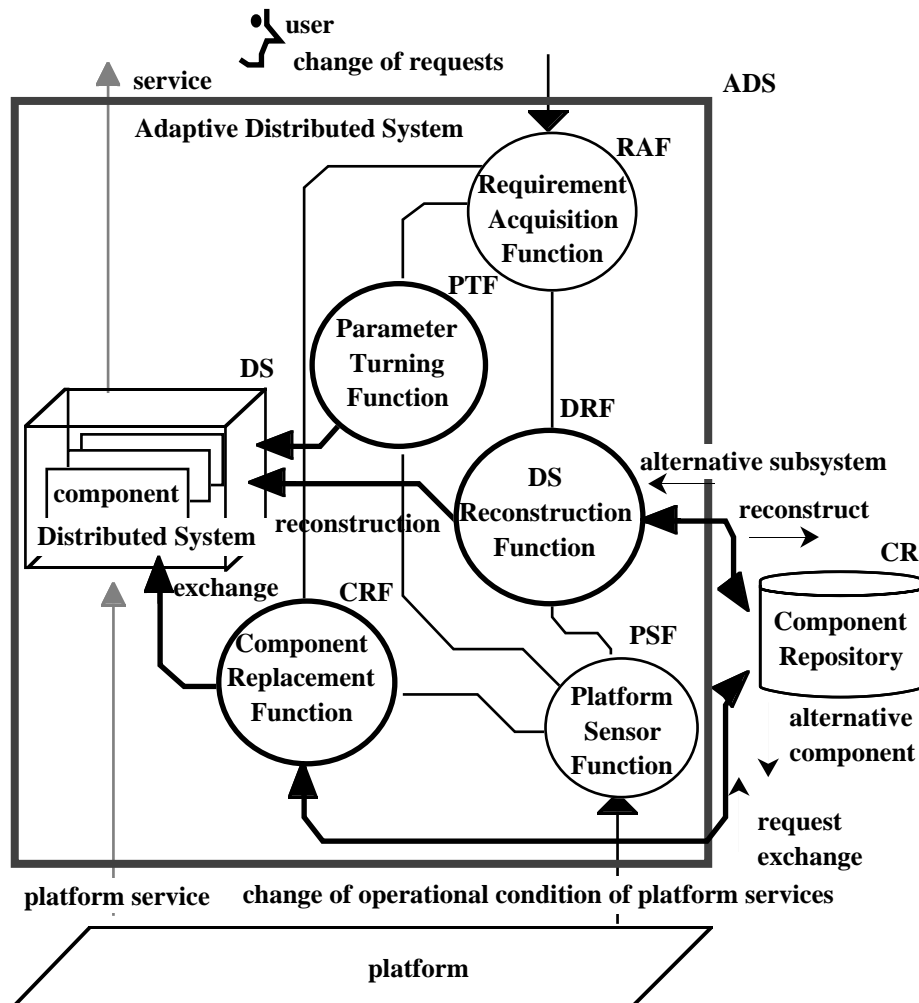 user
change of requests
service
ADS
Adaptive Distributed System
RAF
Requirement
Acquisition
Function
PTF
Parameter
Turning
Function
DS
DRF
DS
Reconstruction
Function
alternative subsystem
reconstruct
component
Distributed System
reconstruction
exchange
CRF
Component
Replacement
Function
PSF
Platform
Sensor
Function
CR
Component
Repository
alternative
component
request
exchange
platform service
change of operational condition of platform services
platform